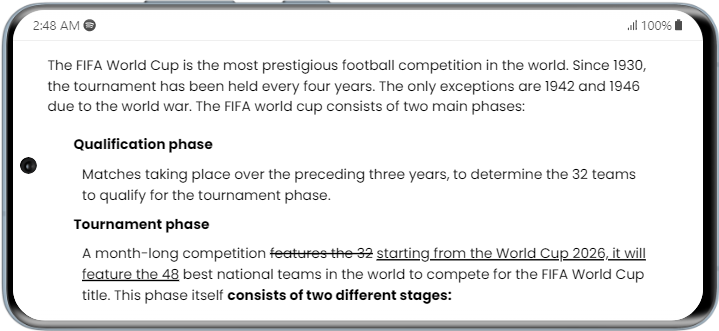 2:48 AM 100%
The FIFA World Cup is the most prestigious football competition in the world. Since 1930,
the tournament has been held every four years. The only exceptions are 1942 and 1946
due to the world war. The FIFA world cup consists of two main phases:
Qualification phase
Matches taking place over the preceding three years, to determine the 32 teams
to qualify for the tournament phase.
Tournament phase
A month-long competition features the 32 starting from the World Cup 2026, it will
feature the 48 best national teams in the world to compete for the FIFA World Cup
title. This phase itself consists of two different stages: